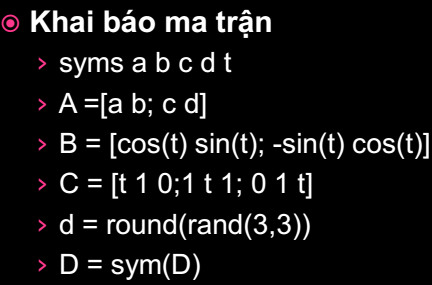 Khai báo ma trận
syms a b c d t
A =[a b; c d]
B = [cos(t) sin(t); -sin(t) cos(t)]
C = [t 1 0;1 t 1; 0 1 t]
d = round(rand(3,3))
D = sym(D)